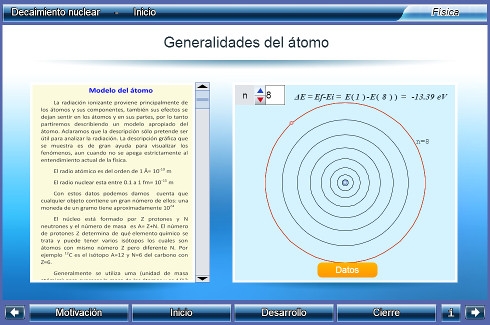 Decaimiento nuclear - Inicio
Física
Generalidades del átomo
Modelo del átomo
La radiación ionizante proviene principalmente de
los átomos y sus componentes, también sus efectos se
dejan sentir en los átomos y en sus partes, por lo tanto
partiremos describiendo un modelo apropiado del
átomo. Aclaramos que la descripción sólo pretende ser
útil para analizar la radiación. La descripción gráfica que
se muestra es de gran ayuda para visualizar los
fenómenos, aun cuando no se apega estrictamente al
entendimiento actual de la física.
El radio atómico es del orden de 1 Å= 10⁻¹⁰ m
El radio nuclear esta entre 0.1 a 1 fm= 10⁻¹⁵ m
Con estos datos podemos darnos cuenta que
cualquier objeto contiene un gran número de ellos: una
moneda de un gramo tiene aproximadamente 10²⁴
El núcleo está formado por Z protones y N
neutrones y el número de masa es A= Z+N. El número
de protones Z determina de qué elemento químico se
trata y puede tener varios isótopos los cuales son
átomos con mismo número Z pero diferente N. Por
ejemplo ¹²C es el isótopo A=12 y N=6 del carbono con
Z=6.
Generalmente se utiliza uma (unidad de masa
n 8
ΔE = Ef-Ei = E( 1 )-E( 8 )) = -13.39 eV
n=8
Datos
Motivación
Inicio
Desarrollo
Cierre
i